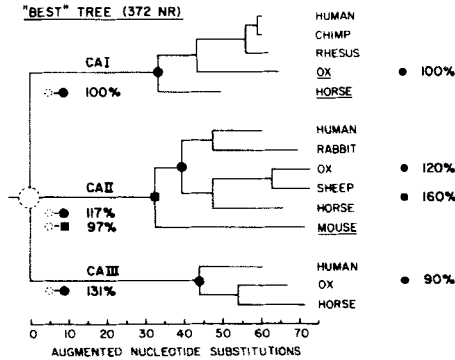 "BEST" TREE (372 NR)
HUMAN
CHIMP
RHESUS
CA I
OX
100%
100%
HORSE
HUMAN
RABBIT
OX
120%
CA II
SHEEP
160%
117%
HORSE
97%
MOUSE
HUMAN
CA III
OX
90%
131%
HORSE
0 10 20 30 40 50 60 70
AUGMENTED NUCLEOTIDE SUBSTITUTIONS